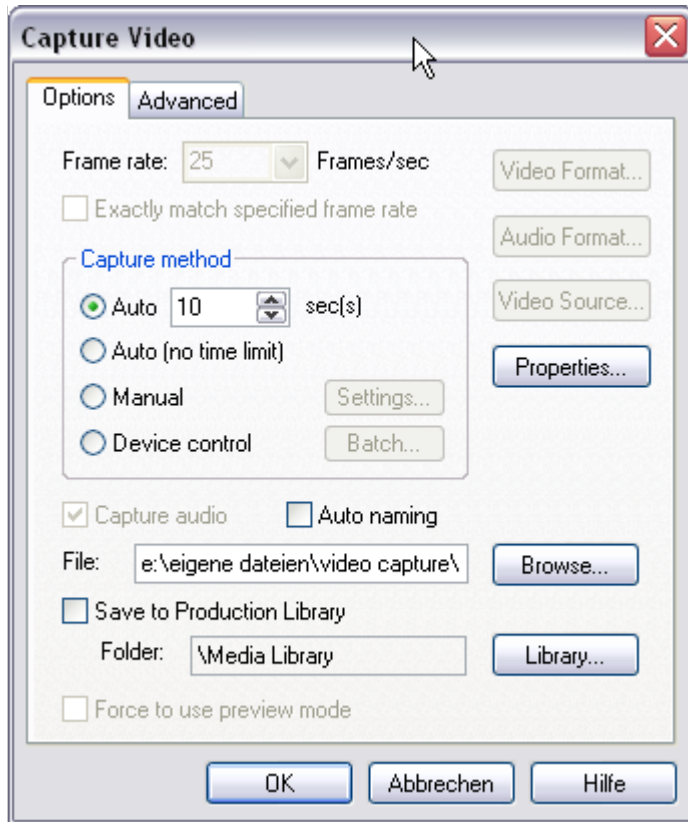 Capture Video
Options Advanced
Frame rate: 25 Frames/sec Video Format...
Exactly match specified frame rate
Audio Format...
Capture method
Auto 10 sec(s) Video Source...
Auto (no time limit)
Properties...
Manual Settings...
Device control Batch...
Capture audio Auto naming
File: e:\eigene dateien\video capture\ Browse...
Save to Production Library
Folder: \Media Library Library...
Force to use preview mode
OK Abbrechen Hilfe